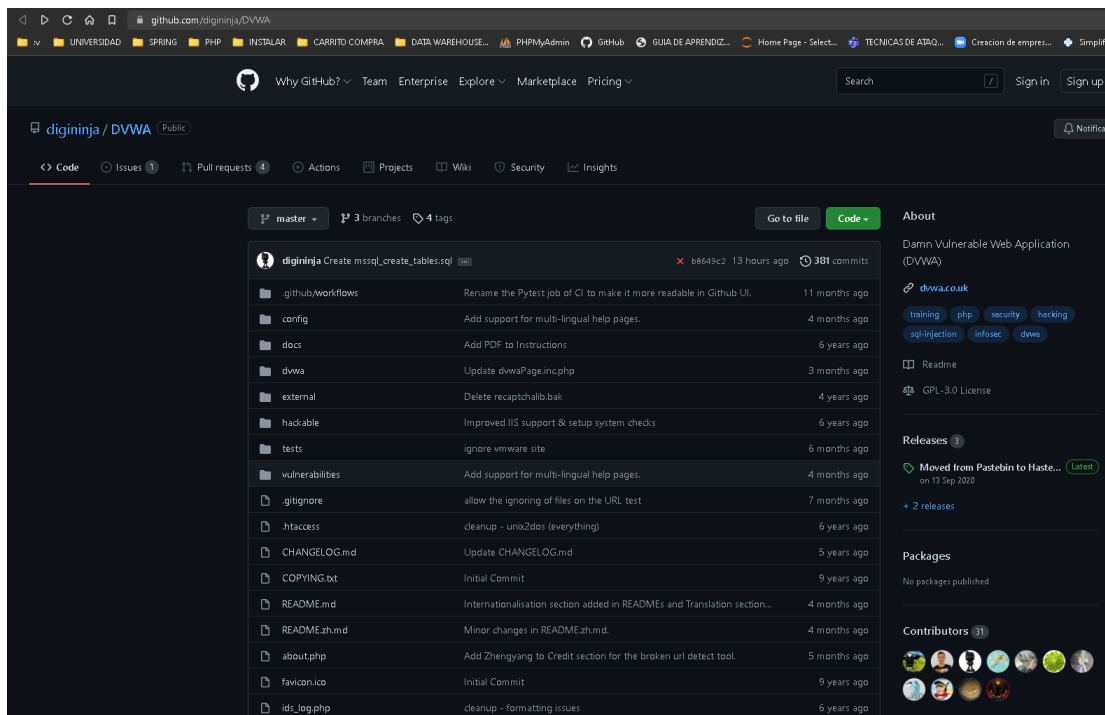 github.com/digininja/DVWA
:v UNIVERSIDAD SPRING PHP INSTALAR CARRITO COMPRA DATA WAREHOUSE... PHPMyAdmin GitHub GUIA DE APRENDIZ... Home Page - Select... TECNICAS DE ATAQ... Creacion de empres... Simplif
Why GitHub? Team Enterprise Explore Marketplace Pricing Search / Sign in Sign up
digininja / DVWA Public Notifica
<> Code Issues 1 Pull requests 4 Actions Projects Wiki Security Insights
master 3 branches 4 tags Go to file Code
digininja Create mssql_create_tables.sql ... b8649c2 13 hours ago 381 commits
.github/workflows Rename the Pytest job of CI to make it more readable in Github UI. 11 months ago
config Add support for multi-lingual help pages. 4 months ago
docs Add PDF to Instructions 6 years ago
dvwa Update dvwaPage.inc.php 3 months ago
external Delete recaptchalib.bak 4 years ago
hackable Improved IIS support & setup system checks 6 years ago
tests ignore vmware site 6 months ago
vulnerabilities Add support for multi-lingual help pages. 4 months ago
.gitignore allow the ignoring of files on the URL test 7 months ago
.htaccess cleanup - unix2dos (everything) 6 years ago
CHANGELOG.md Update CHANGELOG.md 5 years ago
COPYING.txt Initial Commit 9 years ago
README.md Internationalisation section added in READMEs and Translation section... 4 months ago
README.zh.md Minor changes in README.zh.md. 4 months ago
about.php Add Zhengyang to Credit section for the broken url detect tool. 5 months ago
favicon.ico Initial Commit 9 years ago
ids_log.php cleanup - formatting issues 6 years ago
About
Damn Vulnerable Web Application
(DVWA)
dvwa.co.uk
training php security hacking
sql-injection infosec dvwa
Readme
GPL-3.0 License
Releases 3
Moved from Pastebin to Haste... Latest
on 13 Sep 2020
+ 2 releases
Packages
No packages published
Contributors 31